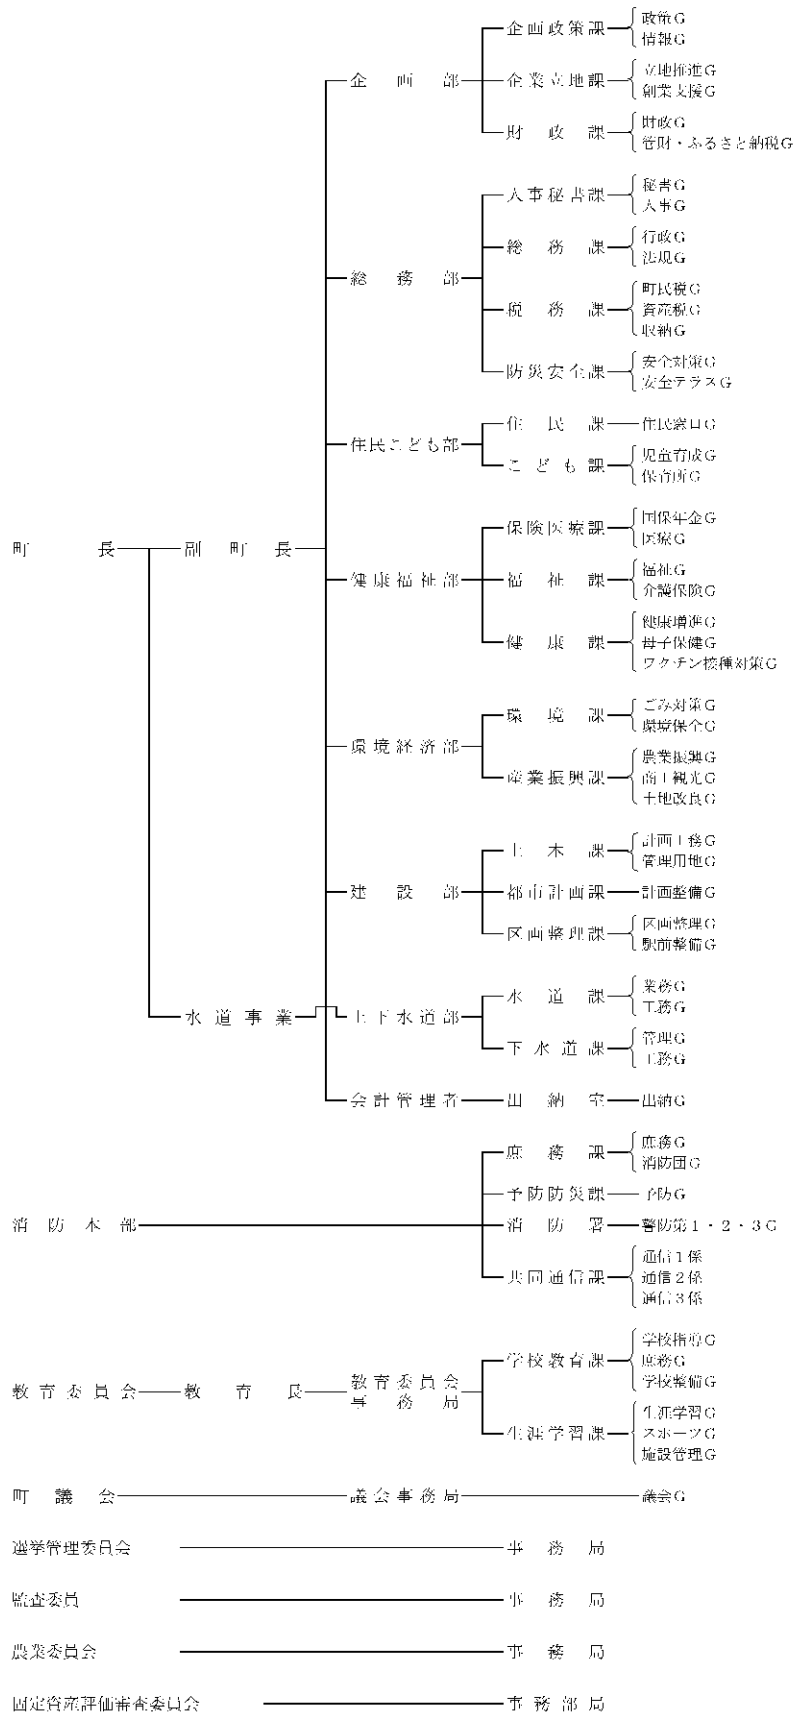 企画政策課 政策G
情報G
企画部 企業立地課 立地推進G
創業支援G
財政課 財政G
管財・ふるさと納税G
人事秘書課 秘書G
人事G
総務課 行政G
法規G
総務部
税務課 町民税G
資産税G
収納G
防災安全課 安全対策G
安全テラスG
住民課 住民窓口G
住民こども部
こども課 児童育成G
保育所G
保険医療課 国保年金G
医療G
町長 副町長
健康福祉部 福祉課 福祉G
介護保険G
健康課 健康増進G
母子保健G
ワクチン接種対策G
環境課 ごみ対策G
環境保全G
環境経済部
産業振興課 農業振興G
商工観光G
土地改良G
土木課 計画工務G
管理用地G
建設部 都市計画課 計画整備G
区画整理課 区画整理G
駅前整備G
水道課 業務G
工務G
水道事業 上下水道部
下水道課 管理G
工務G
会計管理者 出納室 出納G
庶務課 庶務G
消防団G
予防防災課 予防G
消防本部 消防署 警防第1・2・3G
共同通信課 通信1係
通信2係
通信3係
学校教育課 学校指導G
庶務G
学校整備G
教育委員会 教育長 教育委員会
事務局
生涯学習課 生涯学習G
スポーツG
施設管理G
町議会 議会事務局 議会G
選挙管理委員会 事務局
監査委員 事務局
農業委員会 事務局
固定資産評価審査委員会 事務部局